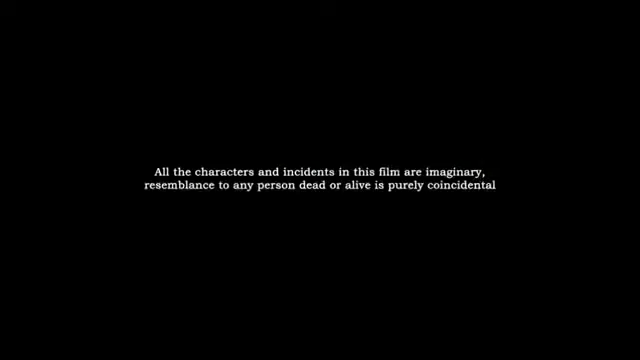 All the characters and incidents in this film are imaginary,
resemblance to any person dead or alive is purely coincidental